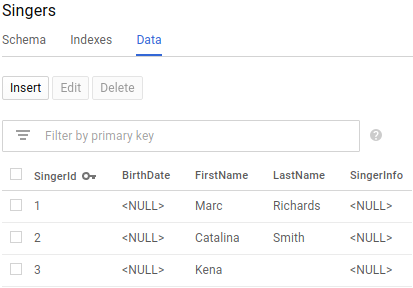 Singers
Schema Indexes Data
Insert Edit Delete
Filter by primary key ?
SingerId BirthDate FirstName LastName SingerInfo
1 <NULL> Marc Richards <NULL>
2 <NULL> Catalina Smith <NULL>
3 <NULL> Kena <NULL>